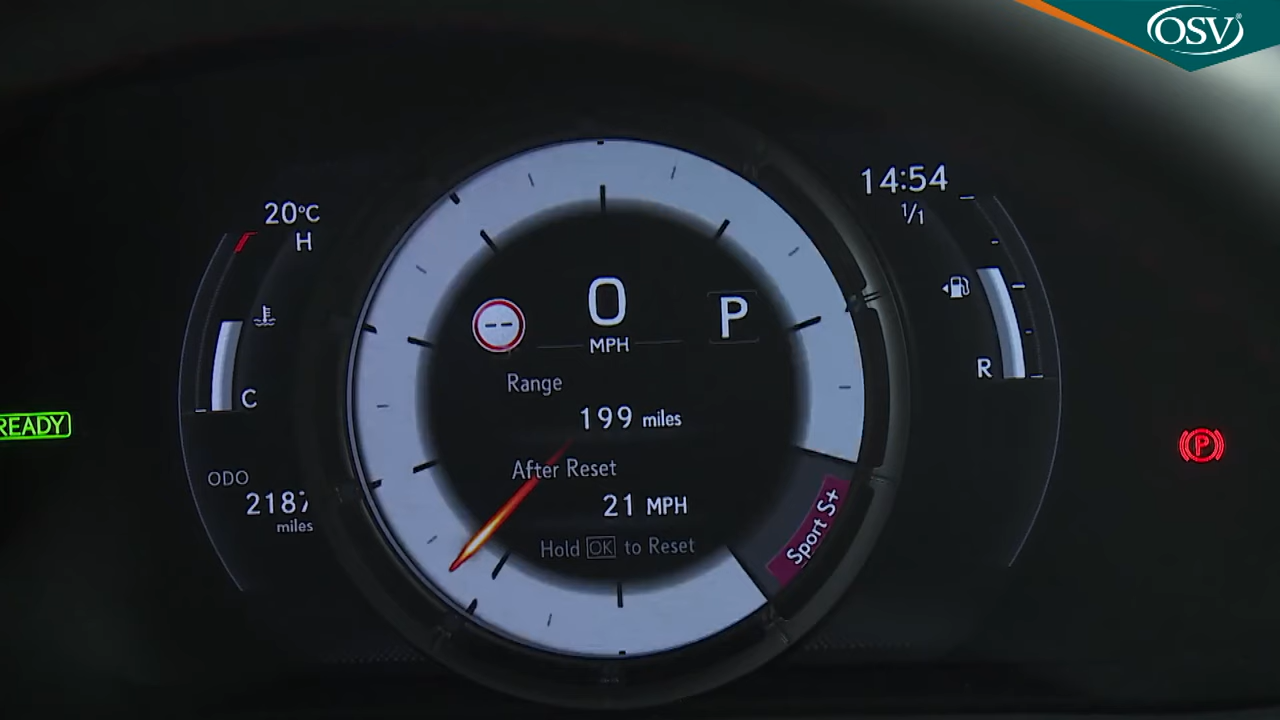 OSV
20°C
14:54
H
1/1
0
P
--
MPH
R
Range
C
199 miles
READY
P
After Reset
ODO
2187
miles
21 MPH
Sport S+
Hold OK to Reset